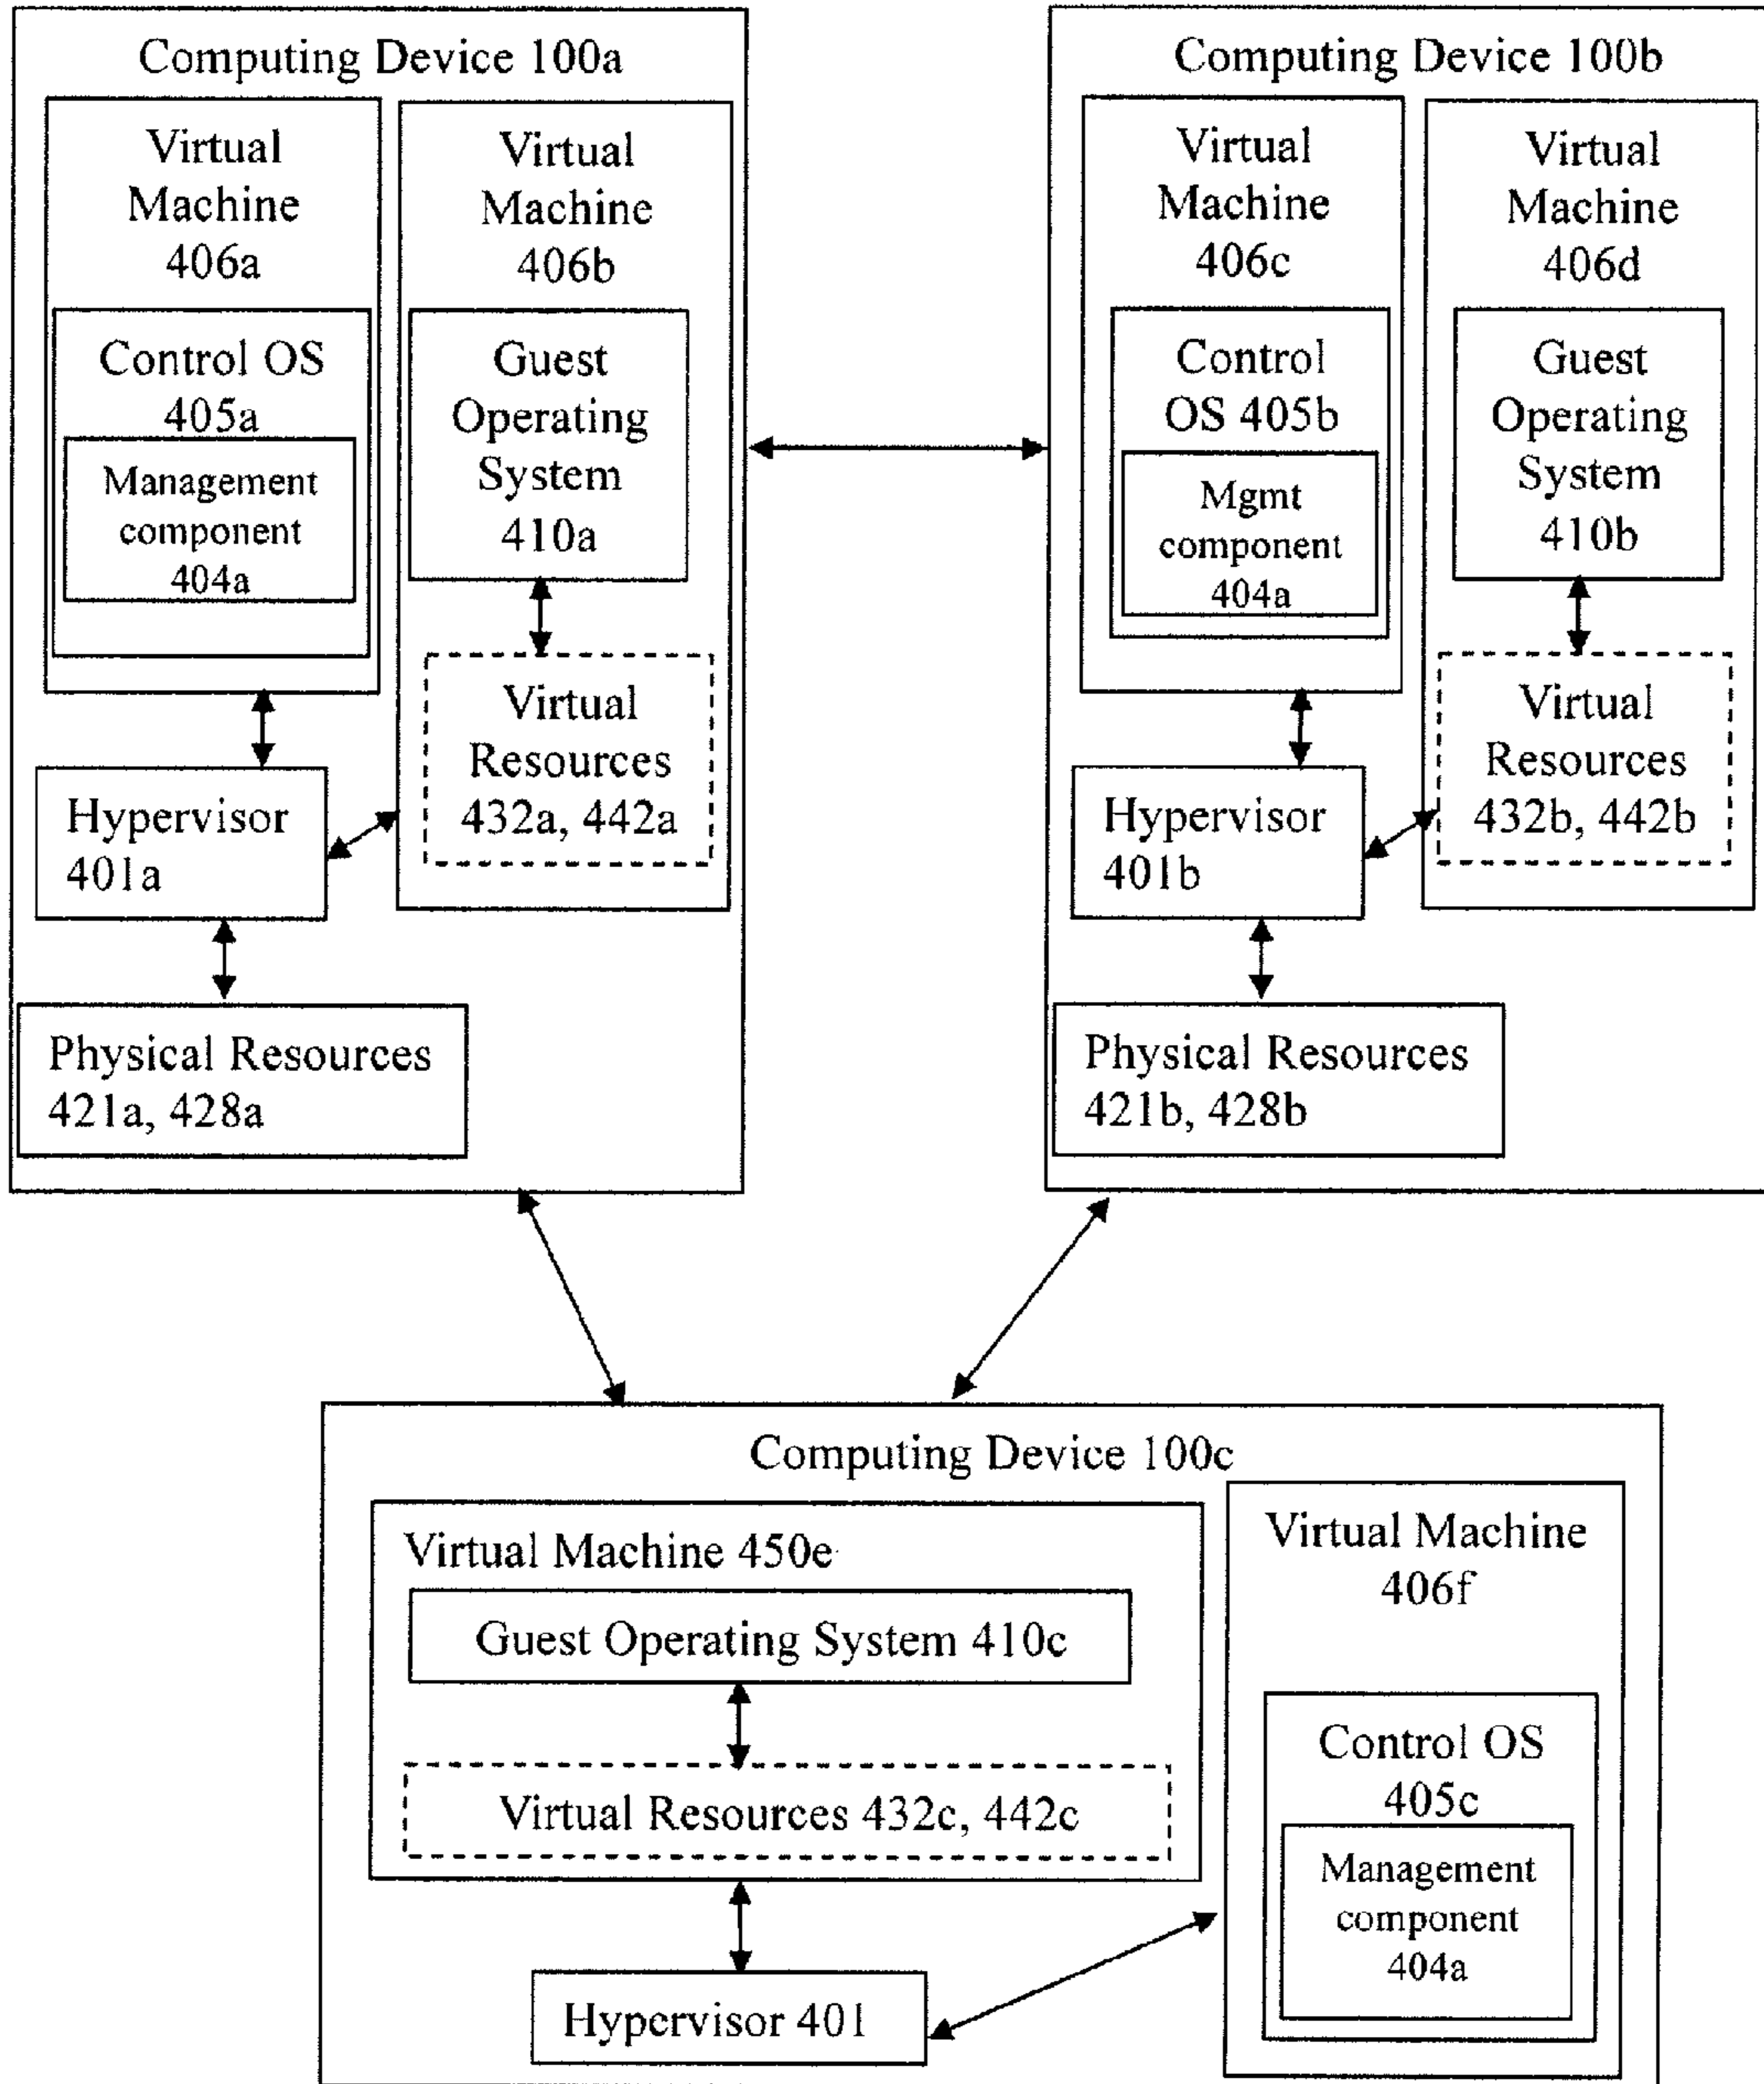 Computing Device 100a
Virtual
Machine
406a
Control OS
405a
Management
component
404a
Virtual
Machine
406b
Guest
Operating
System
410a
Virtual
Resources
432a, 442a
Hypervisor
401a
Physical Resources
421a, 428a
Computing Device 100b
Virtual
Machine
406c
Control
OS 405b
Mgmt
component
404a
Virtual
Machine
406d
Guest
Operating
System
410b
Virtual
Resources
432b, 442b
Hypervisor
401b
Physical Resources
421b, 428b
Computing Device 100c
Virtual Machine 450e
Guest Operating System 410c
Virtual Resources 432c, 442c
Hypervisor 401
Virtual Machine
406f
Control OS
405c
Management
component
404a